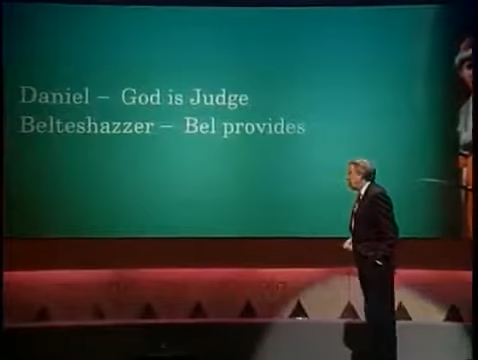 Daniel – God is Judge
Belteshazzer – Bel provides